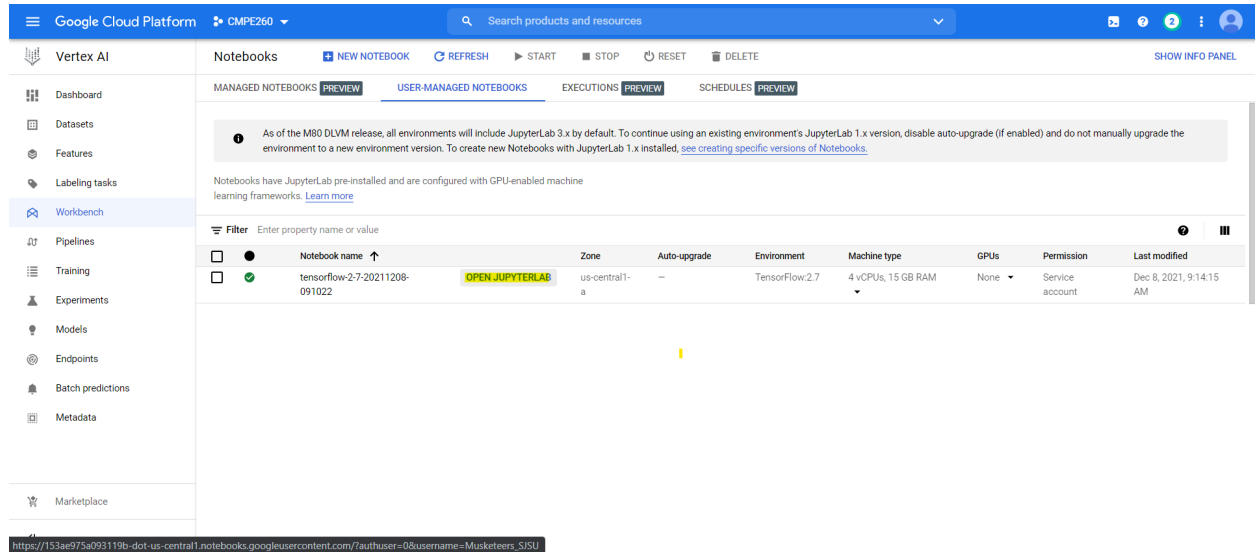 Google Cloud Platform CMPE260 Search products and resources 2
Vertex AI Notebooks NEW NOTEBOOK REFRESH START STOP RESET DELETE SHOW INFO PANEL
MANAGED NOTEBOOKS PREVIEW USER-MANAGED NOTEBOOKS EXECUTIONS PREVIEW SCHEDULES PREVIEW
Dashboard
Datasets
Features
Labeling tasks
Workbench
Pipelines
Training
Experiments
Models
Endpoints
Batch predictions
Metadata
Marketplace
As of the M80 DLVM release, all environments will include JupyterLab 3.x by default. To continue using an existing environment's JupyterLab 1.x version, disable auto-upgrade (if enabled) and do not manually upgrade the
environment to a new environment version. To create new Notebooks with JupyterLab 1.x installed, see creating specific versions of Notebooks.
Notebooks have JupyterLab pre-installed and are configured with GPU-enabled machine
learning frameworks. Learn more
Filter Enter property name or value
Notebook name Zone Auto-upgrade Environment Machine type GPUs Permission Last modified
tensorflow-2-7-20211208- OPEN JUPYTERLAB us-central1- — TensorFlow:2.7 4 vCPUs, 15 GB RAM None Service Dec 8, 2021, 9:14:15
091022 a account AM
https://153ae975a093119b-dot-us-central1.notebooks.googleusercontent.com/?authuser=0&username=Musketeers_SJSU